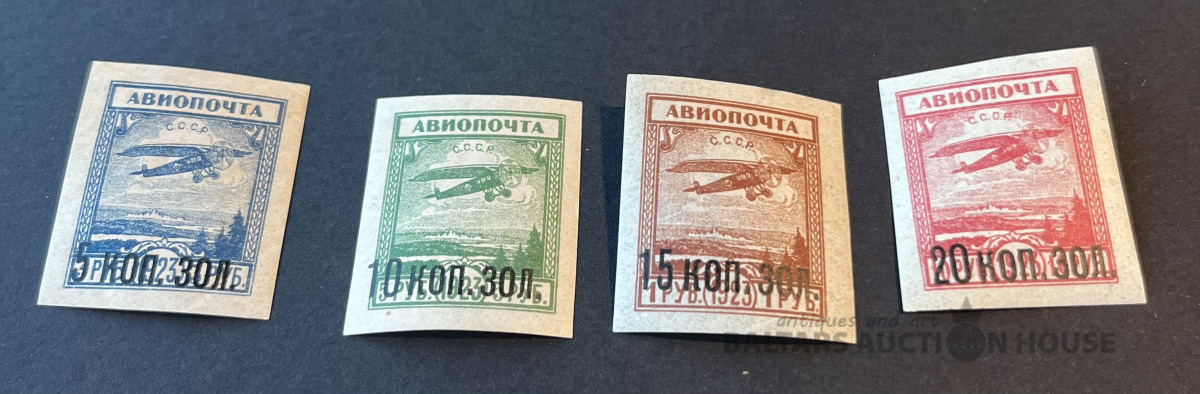 АВИОПОЧТА
С.С.С.Р.
5 КОП. ЗОЛ.
АВИОПОЧТА
С.С.С.Р.
10 КОП. ЗОЛ.
АВИОПОЧТА
С.С.С.Р.
15 КОП. ЗОЛ.
1 РУБ.(1923) 1 РУБ.
АВИОПОЧТА
С.С.С.Р.
20 КОП. ЗОЛ.
antiques and art
BALTARS AUCTION HOUSE